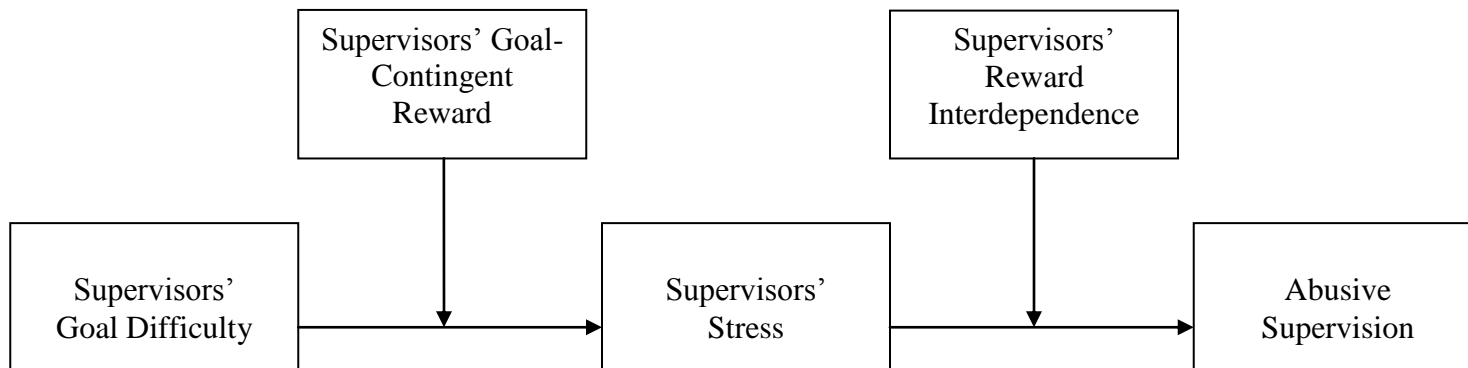 Supervisors’ Goal-
Contingent
Reward
Supervisors’
Reward
Interdependence
Supervisors’
Goal Difficulty
Supervisors’
Stress
Abusive
Supervision